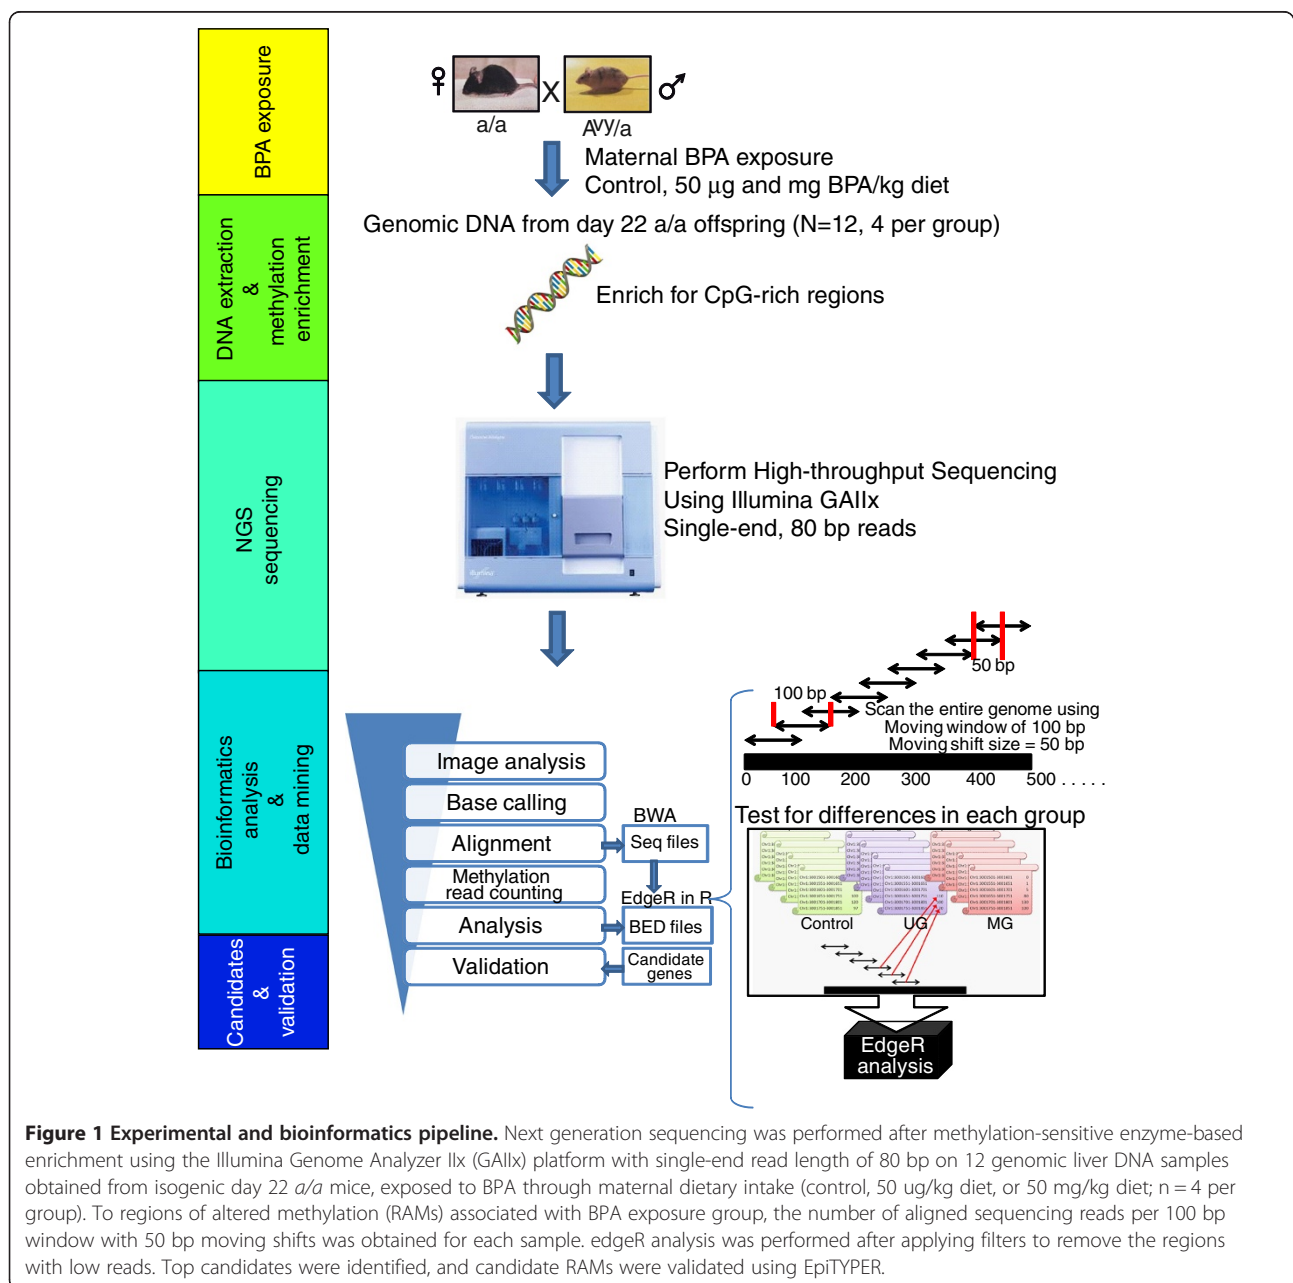 BPA exposure
♀
X
♂
a/a
Avy/a
Maternal BPA exposure
Control, 50 μg and mg BPA/kg diet
DNA extraction
&
methylation
enrichment
Genomic DNA from day 22 a/a offspring (N=12, 4 per group)
Enrich for CpG-rich regions
NGS
sequencing
Perform High-throughput Sequencing
Using Illumina GAIIx
Single-end, 80 bp reads
Bioinformatics
analysis
&
data mining
Image analysis
Base calling
Alignment
Methylation
read counting
Analysis
Validation
BWA
Seq files
EdgeR in R
BED files
Candidate
genes
Candidates
&
validation
50 bp
100 bp
Scan the entire genome using
Moving window of 100 bp
Moving shift size = 50 bp
0 100 200 300 400 500 . . . . .
Test for differences in each group
Control UG MG
EdgeR
analysis
Figure 1 Experimental and bioinformatics pipeline. Next generation sequencing was performed after methylation-sensitive enzyme-based
enrichment using the Illumina Genome Analyzer IIx (GAIIx) platform with single-end read length of 80 bp on 12 genomic liver DNA samples
obtained from isogenic day 22 a/a mice, exposed to BPA through maternal dietary intake (control, 50 ug/kg diet, or 50 mg/kg diet; n = 4 per
group). To regions of altered methylation (RAMs) associated with BPA exposure group, the number of aligned sequencing reads per 100 bp
window with 50 bp moving shifts was obtained for each sample. edgeR analysis was performed after applying filters to remove the regions
with low reads. Top candidates were identified, and candidate RAMs were validated using EpiTYPER.